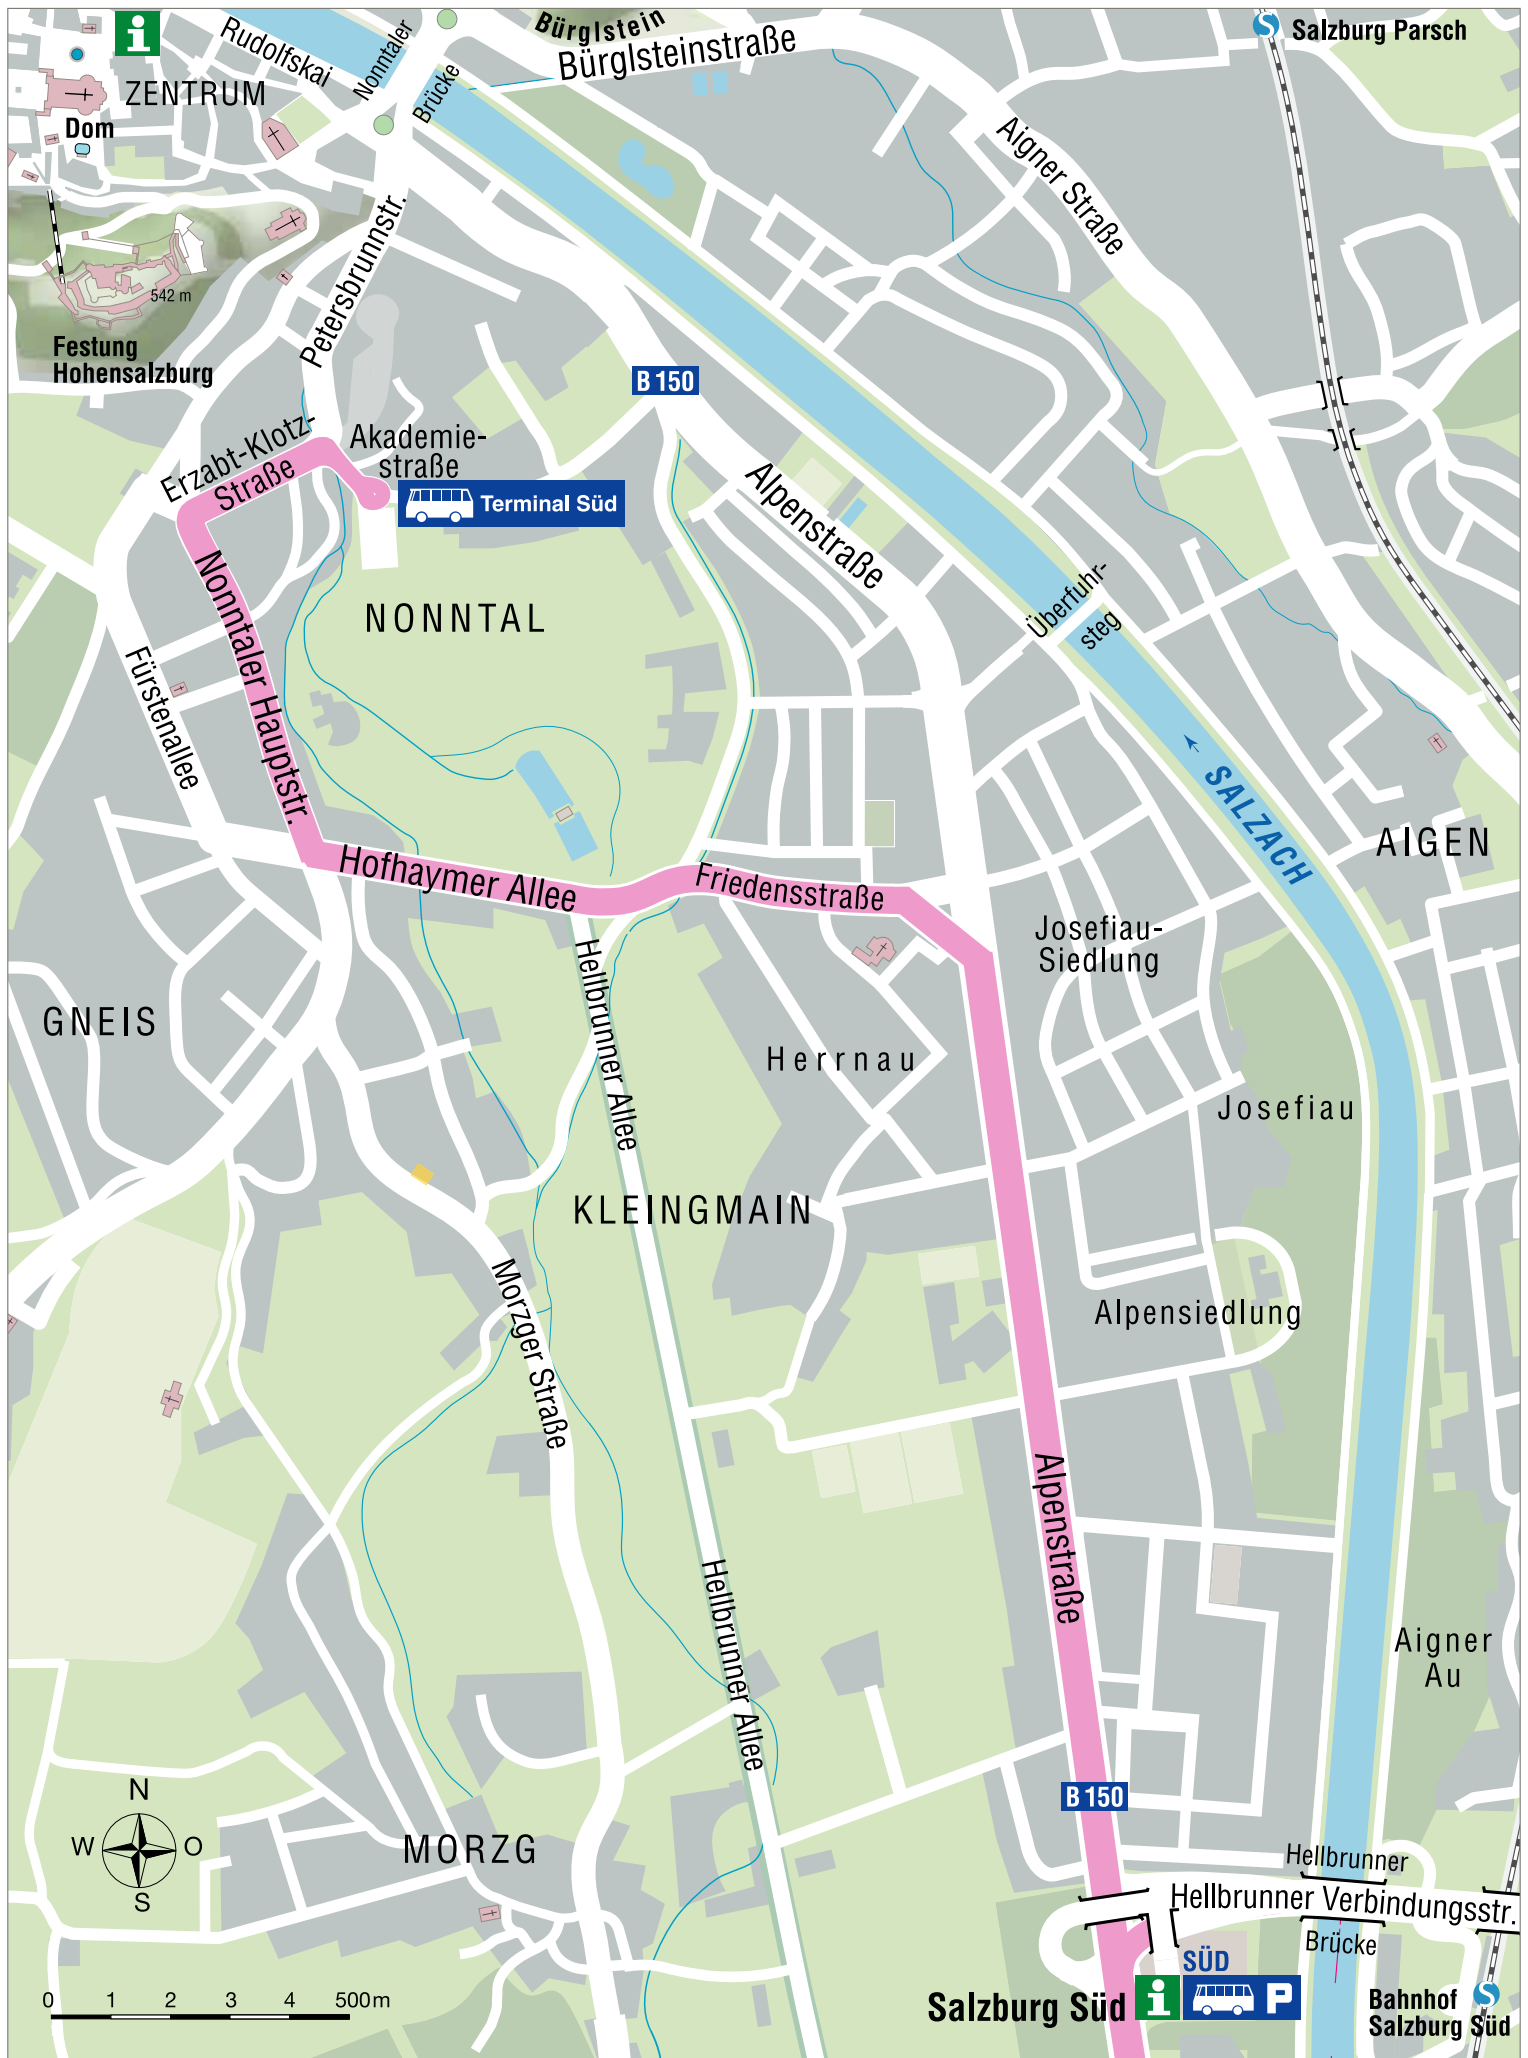 Rudolfskai
Nonntaler
Brücke
Bürglstein
Bürglsteinstraße
S Salzburg Parsch
i
ZENTRUM
Dom
Aigner Straße
Petersbrunnstr.
542 m
Festung
Hohensalzburg
B 150
Erzabt-Klotz-
Straße
Akademie-
straße
Terminal Süd
Alpenstraße
Überfuhr-
steg
NONNTAL
Nonntaler Hauptstr.
Fürstenallee
SALZACH
AIGEN
Hofhaymer Allee
Friedensstraße
Josefiau-
Siedlung
Hellbrunner Allee
GNEIS
Herrnau
Josefiau
KLEINGMAIN
Morzger Straße
Alpensiedlung
Alpenstraße
Hellbrunner Allee
Aigner
Au
B 150
N
W O
S
MORZG
Hellbrunner
Hellbrunner Verbindungsstr.
Brücke
SÜD
Salzburg Süd i P
Bahnhof S
Salzburg Süd
0 1 2 3 4 500m